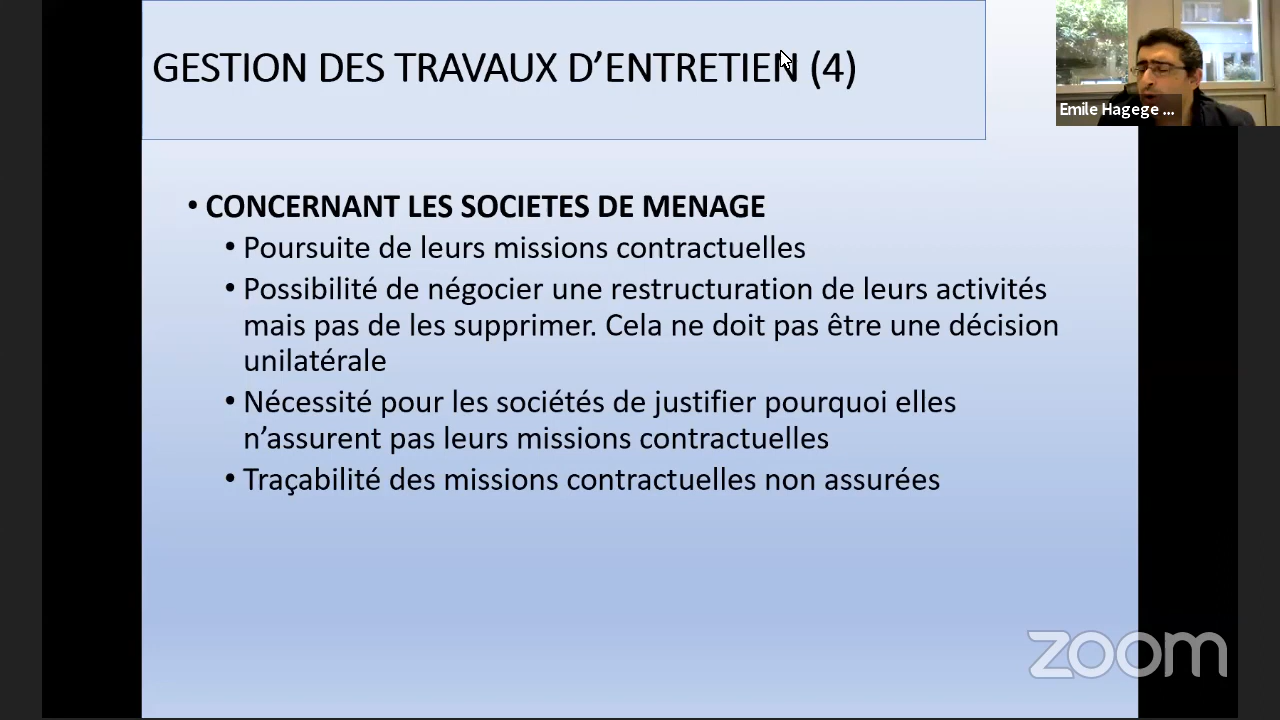 GESTION DES TRAVAUX D’ENTRETIEN (4)
Emile Hagege ...
• CONCERNANT LES SOCIETES DE MENAGE
• Poursuite de leurs missions contractuelles
• Possibilité de négocier une restructuration de leurs activités
mais pas de les supprimer. Cela ne doit pas être une décision
unilatérale
• Nécessité pour les sociétés de justifier pourquoi elles
n’assurent pas leurs missions contractuelles
• Traçabilité des missions contractuelles non assurées
zoom